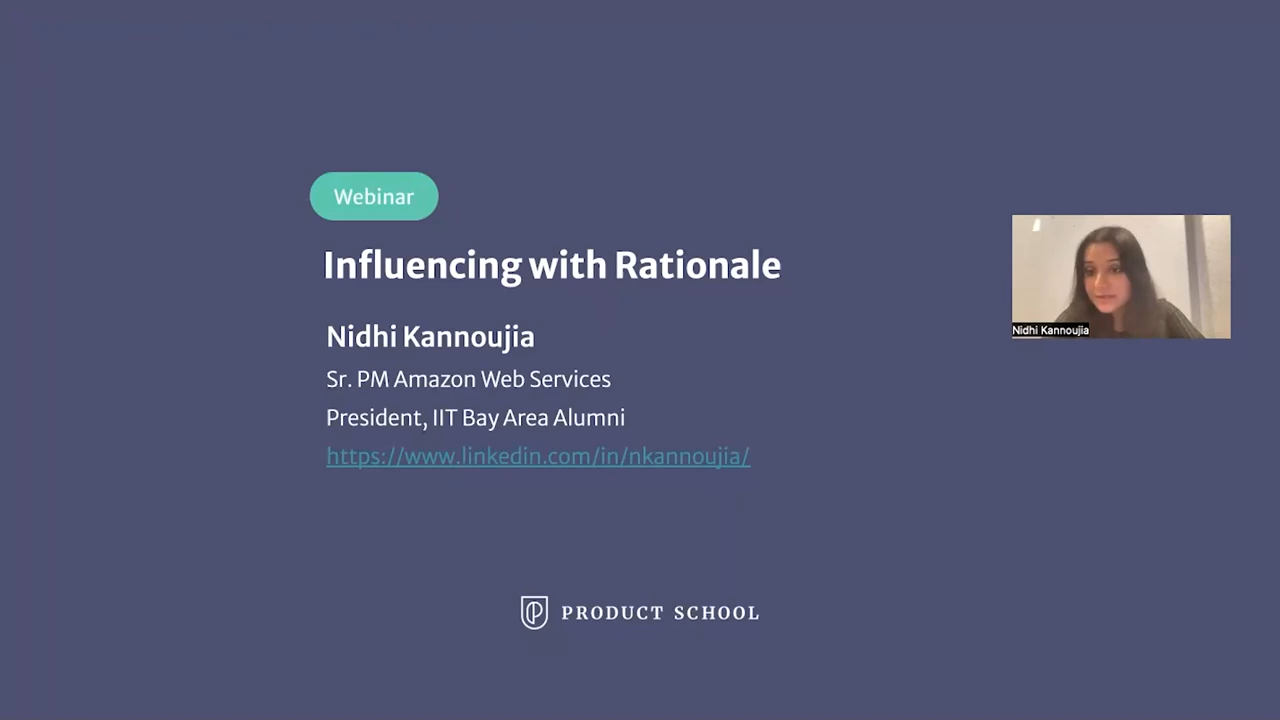 Webinar
Influencing with Rationale
Nidhi Kannoujia
Sr. PM Amazon Web Services
President, IIT Bay Area Alumni
https://www.linkedin.com/in/nkannoujia/
Nidhi Kannoujia
PRODUCT SCHOOL